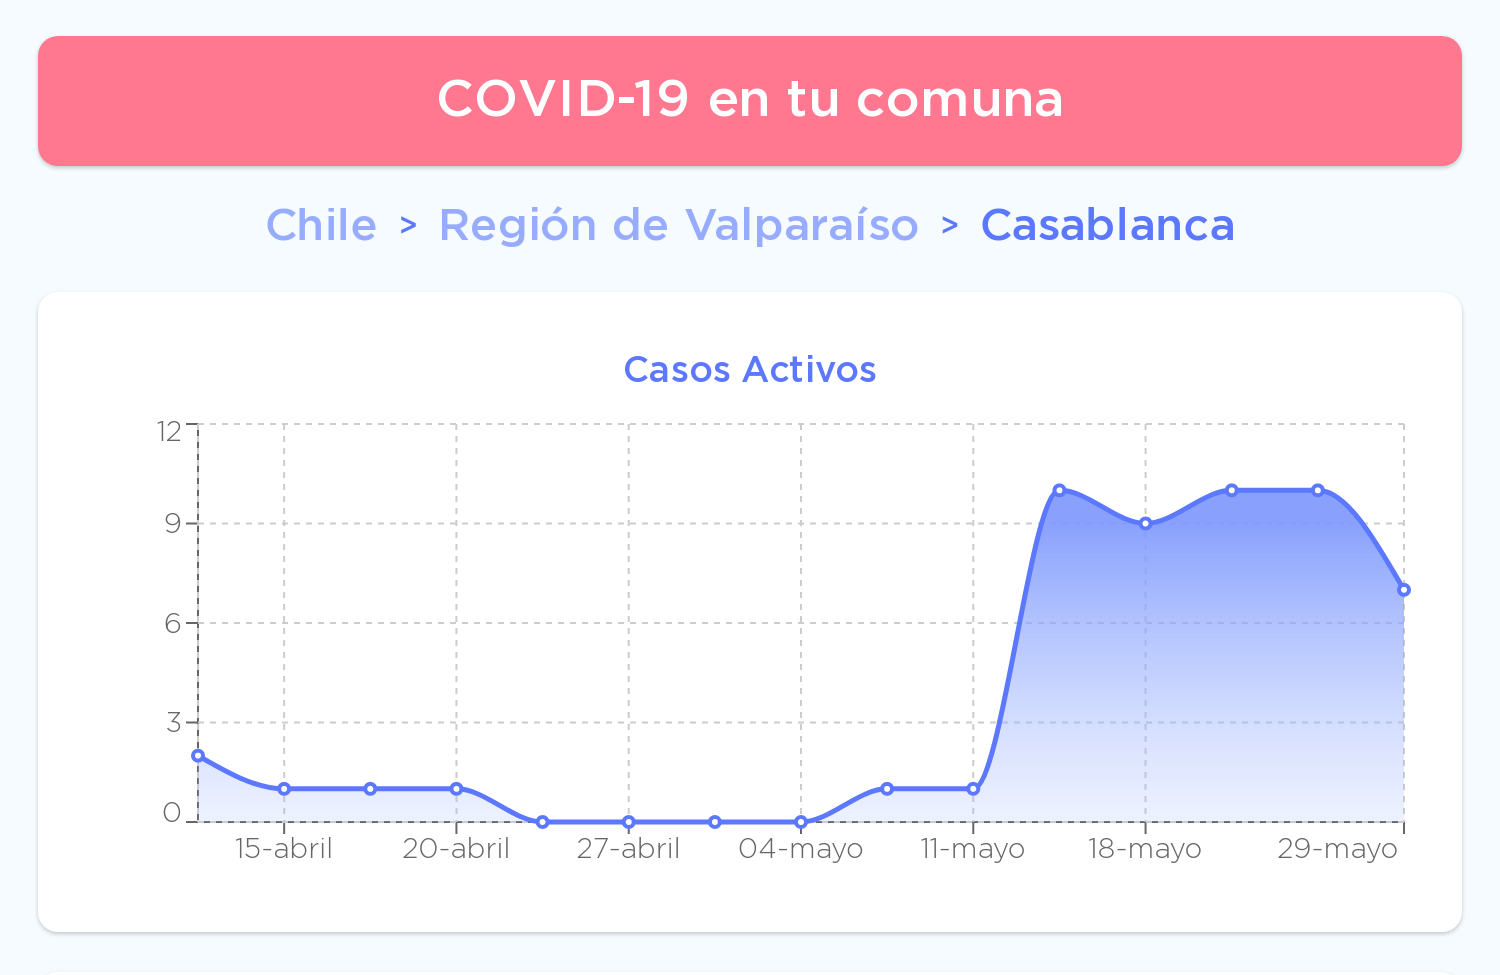 COVID-19 en tu comuna
Chile > Región de Valparaíso > Casablanca
Casos Activos
12
9
6
3
0
15-abril 20-abril 27-abril 04-mayo 11-mayo 18-mayo 29-mayo